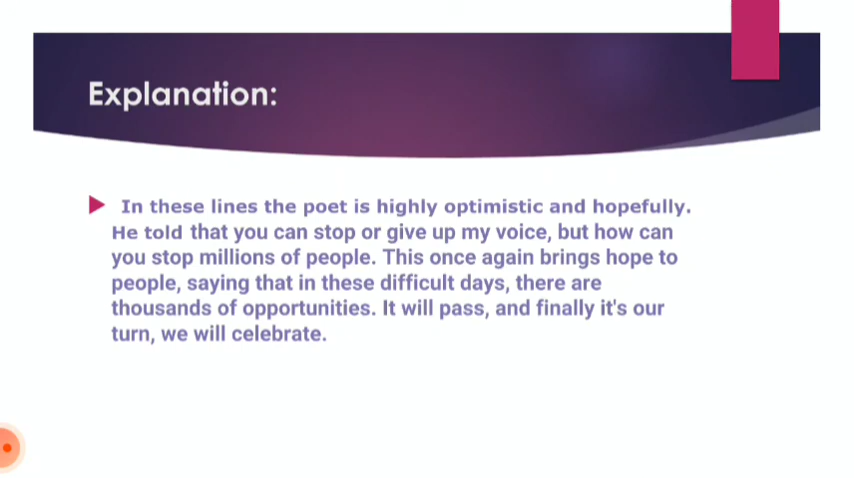 Explanation:
In these lines the poet is highly optimistic and hopefully.
He told that you can stop or give up my voice, but how can
you stop millions of people. This once again brings hope to
people, saying that in these difficult days, there are
thousands of opportunities. It will pass, and finally it's our
turn, we will celebrate.